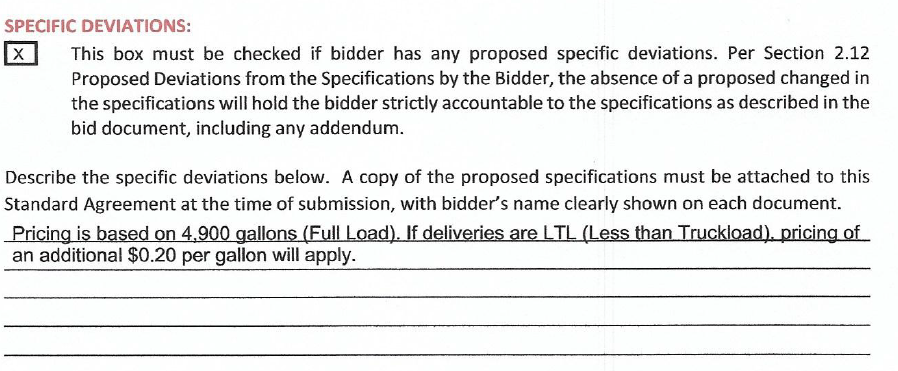 SPECIFIC DEVIATIONS:
X This box must be checked if bidder has any proposed specific deviations. Per Section 2.12
Proposed Deviations from the Specifications by the Bidder, the absence of a proposed changed in
the specifications will hold the bidder strictly accountable to the specifications as described in the
bid document, including any addendum.
Describe the specific deviations below. A copy of the proposed specifications must be attached to this
Standard Agreement at the time of submission, with bidder's name clearly shown on each document.
Pricing is based on 4,900 gallons (Full Load). If deliveries are LTL (Less than Truckload), pricing of
an additional $0.20 per gallon will apply.